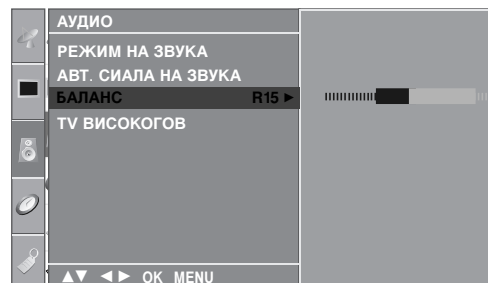 АУДИО
РЕЖИМ НА ЗВУКА
АВТ. СИАЛА НА ЗВУКА
БАЛАНС R15 ►
TV ВИСОКОГОВ
▲▼ ◄► OK MENU